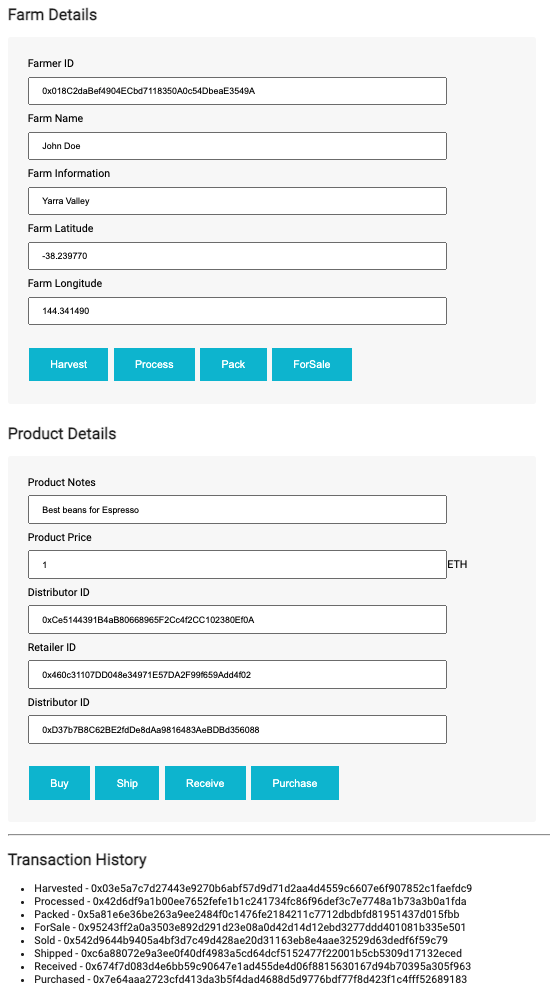 Farm Details
Farmer ID
0x018C2daBef4904ECbd7118350A0c54DbeaE3549A
Farm Name
John Doe
Farm Information
Yarra Valley
Farm Latitude
-38.239770
Farm Longitude
144.341490
Harvest Process Pack ForSale
Product Details
Product Notes
Best beans for Espresso
Product Price
1 ETH
Distributor ID
0xCe5144391B4aB80668965F2Cc4f2CC102380Ef0A
Retailer ID
0x460c31107DD048e34971E57DA2F99f659Add4f02
Distributor ID
0xD37b7B8C62BE2fdDe8dAa9816483AeBDBd356088
Buy Ship Receive Purchase
Transaction History
• Harvested - 0x03e5a7c7d27443e9270b6abf57d9d71d2aa4d4559c6607e6f907852c1faefdc9
• Processed - 0x42d6df9a1b00ee7652fefe1b1c241734fc86f96def3c7e7748a1b73a3b0a1fda
• Packed - 0x5a81e6e36be263a9ee2484f0c1476fe2184211c7712dbdbfd81951437d015fbb
• ForSale - 0x95243ff2a0a3503e892d291d23e08a0d42d14d12ebd3277ddd401081b335e501
• Sold - 0x542d9644b9405a4bf3d7c49d428ae20d31163eb8e4aae32529d63dedf6f59c79
• Shipped - 0xc6a88072e9a3ee0f40df4983a5cd64dcf5152477f22001b5cb5309d17132eced
• Received - 0x674f7d083d4e6bb59c90647e1ad455de4d06f8815630167d94b70395a305f963
• Purchased - 0x7e64aaa2723cfd413da3b5f4dad4688d5d9776bdf77f8d423f1c4fff52689183